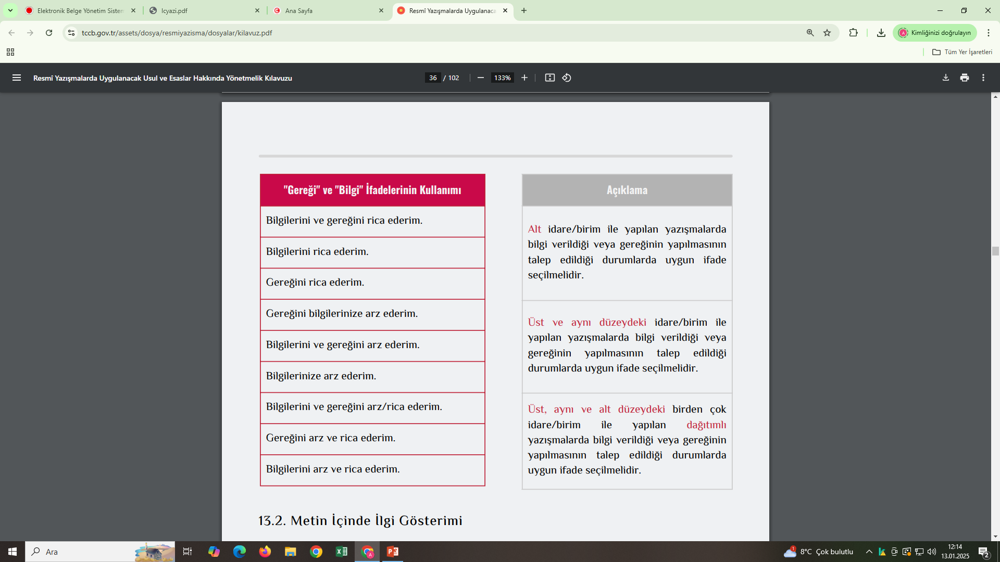 Elektronik Belge Yönetim Sistem
Icyazi.pdf
Ana Sayfa
Resmî Yazışmalarda Uygulanaca
tccb.gov.tr/assets/dosya/resmiyazisma/dosyalar/kilavuz.pdf
Kimliğinizi doğrulayın
Tüm Yer İşaretleri
Resmî Yazışmalarda Uygulanacak Usul ve Esaslar Hakkında Yönetmelik Kılavuzu
36 / 102
133%
"Gereği" ve "Bilgi" İfadelerinin Kullanımı
Bilgilerini ve gereğini rica ederim.
Bilgilerini rica ederim.
Gereğini rica ederim.
Gereğini bilgilerinize arz ederim.
Bilgilerini ve gereğini arz ederim.
Bilgilerinize arz ederim.
Bilgilerini ve gereğini arz/rica ederim.
Gereğini arz ve rica ederim.
Bilgilerini arz ve rica ederim.
Açıklama
Alt idare/birim ile yapılan yazışmalarda
bilgi verildiği veya gereğinin yapılmasının
talep edildiği durumlarda uygun ifade
seçilmelidir.
Üst ve aynı düzeydeki idare/birim ile
yapılan yazışmalarda bilgi verildiği veya
gereğinin yapılmasının talep edildiği
durumlarda uygun ifade seçilmelidir.
Üst, aynı ve alt düzeydeki birden çok
idare/birim ile yapılan dağıtımlı
yazışmalarda bilgi verildiği veya gereğinin
yapılmasının talep edildiği durumlarda
uygun ifade seçilmelidir.
13.2. Metin İçinde İlgi Gösterimi
Ara
1
8°C Çok bulutlu
12:14
13.01.2025
2